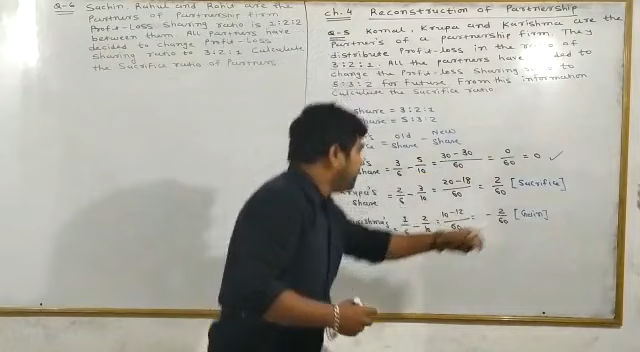 Q-6 Sachin, Rahul and Rohit are the
Partners of Partnership firm
Profit-Loss Sharing ratio is 1:2:2
between them. All Partners have
decided to change Profit-Loss
Sharing ratio to 3:2:1 Calculate
the Sacrifice ratio of Partners
Ch. 4 Reconstruction of Partnership
Q-5 Komal, Krupa and Karishma are the
Partner's of a partnership firm. They
distribute Profit-loss in the of
3:2:1. All the partners have to
change the Profit-Loss Sharing to
5:3:2 for future From this information
Calculate the Sacrifice ratio.
share = 3:2:1
= 5:3:2
= Old share - New share
share = 3/6 - 5/10 = 30-30/60 = 0/60 = 0 ✓
share = 2/6 - 3/10 = 20-18/60 = 2/60 [Sacrifice]
= 1/6 - 2/10 = 10-12/60 = - 2/60 [Gain]